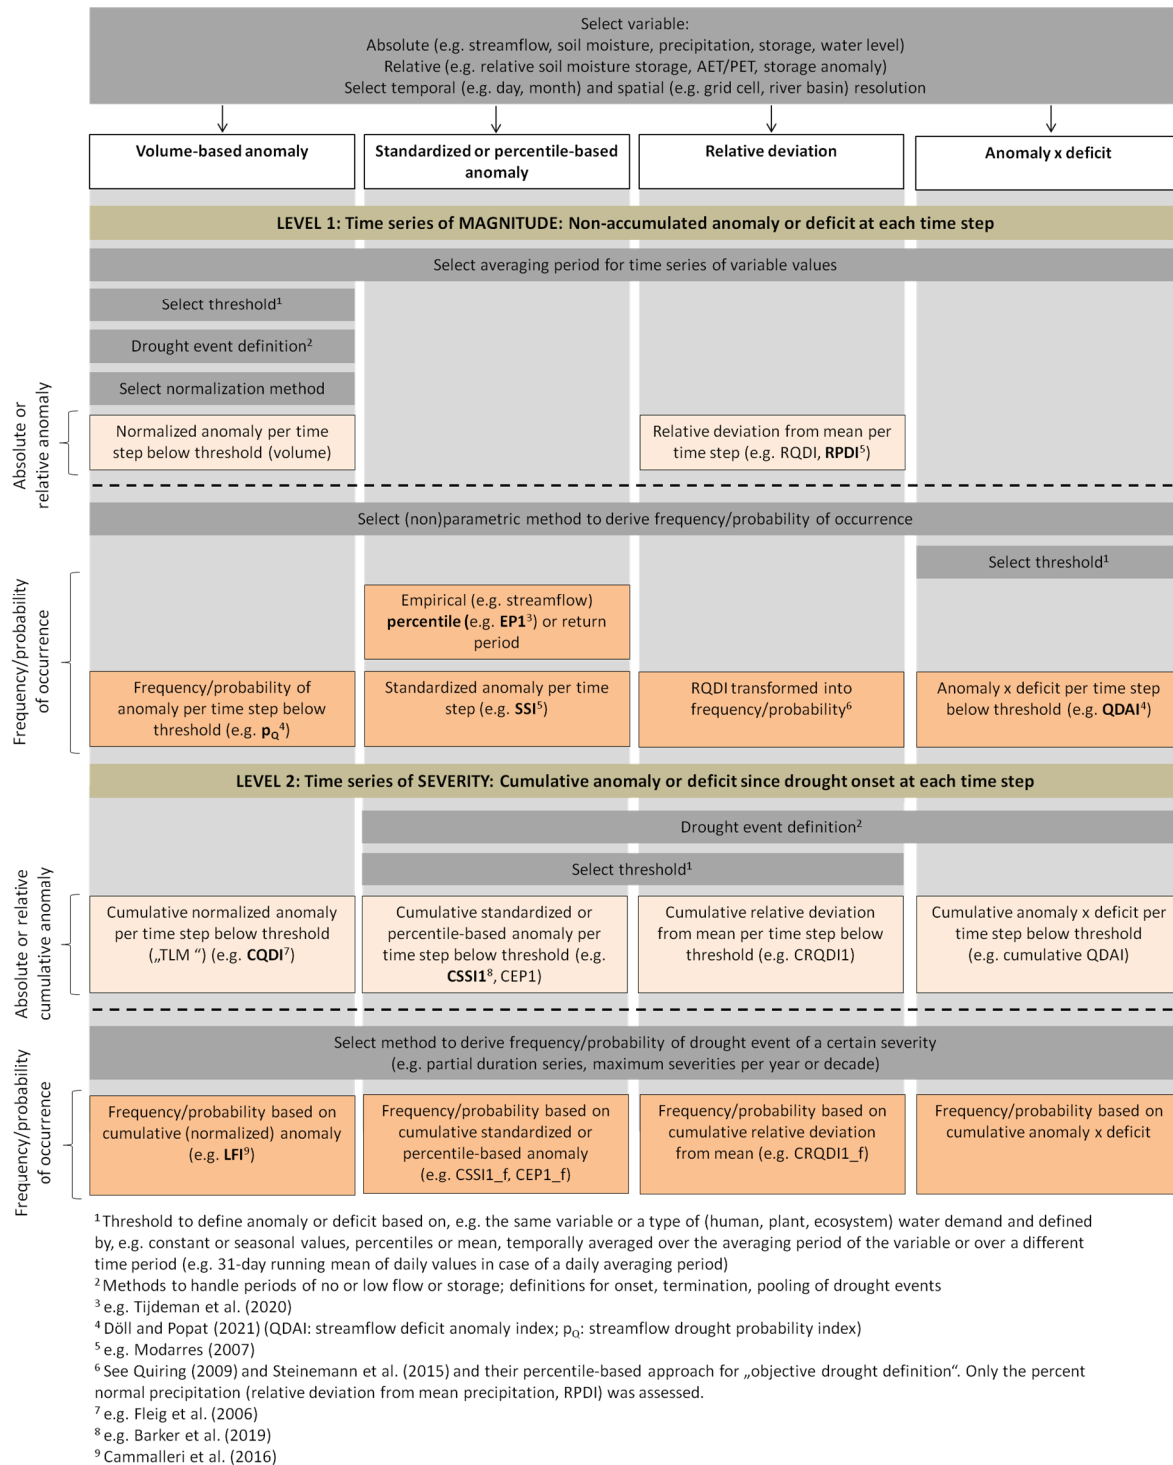 Select variable:
Absolute (e.g. streamflow, soil moisture, precipitation, storage, water level)
Relative (e.g. relative soil moisture storage, AET/PET, storage anomaly)
Select temporal (e.g. day, month) and spatial (e.g. grid cell, river basin) resolution
Volume-based anomaly
Standardized or percentile-based
anomaly
Relative deviation
Anomaly x deficit
LEVEL 1: Time series of MAGNITUDE: Non-accumulated anomaly or deficit at each time step
Select averaging period for time series of variable values
Select threshold¹
Drought event definition²
Select normalization method
Absolute or
relative anomaly
Normalized anomaly per time
step below threshold (volume)
Relative deviation from mean per
time step (e.g. RQDI, RPDI⁵)
Select (non)parametric method to derive frequency/probability of occurrence
Select threshold¹
Frequency/probability
of occurrence
Empirical (e.g. streamflow)
percentile (e.g. EP1³) or return
period
Frequency/probability of
anomaly per time step below
threshold (e.g. pQ⁴)
Standardized anomaly per time
step (e.g. SSI⁵)
RQDI transformed into
frequency/probability⁶
Anomaly x deficit per time step
below threshold (e.g. QDAI⁴)
LEVEL 2: Time series of SEVERITY: Cumulative anomaly or deficit since drought onset at each time step
Drought event definition²
Select threshold¹
Absolute or relative
cumulative anomaly
Cumulative normalized anomaly
per time step below threshold
(„TLM “) (e.g. CQDI⁷)
Cumulative standardized or
percentile-based anomaly per
time step below threshold (e.g.
CSSI1⁸, CEP1)
Cumulative relative deviation
from mean per time step below
threshold (e.g. CRQDI1)
Cumulative anomaly x deficit per
time step below threshold
(e.g. cumulative QDAI)
Select method to derive frequency/probability of drought event of a certain severity
(e.g. partial duration series, maximum severities per year or decade)
Frequency/probability
of occurrence
Frequency/probability based on
cumulative (normalized) anomaly
(e.g. LFI⁹)
Frequency/probability based on
cumulative standardized or
percentile-based anomaly
(e.g. CSSI1_f, CEP1_f)
Frequency/probability based on
cumulative relative deviation
from mean (e.g. CRQDI1_f)
Frequency/probability based on
cumulative anomaly x deficit
¹ Threshold to define anomaly or deficit based on, e.g. the same variable or a type of (human, plant, ecosystem) water demand and defined
by, e.g. constant or seasonal values, percentiles or mean, temporally averaged over the averaging period of the variable or over a different
time period (e.g. 31-day running mean of daily values in case of a daily averaging period)
² Methods to handle periods of no or low flow or storage; definitions for onset, termination, pooling of drought events
³ e.g. Tijdeman et al. (2020)
⁴ Döll and Popat (2021) (QDAI: streamflow deficit anomaly index; pQ: streamflow drought probability index)
⁵ e.g. Modarres (2007)
⁶ See Quiring (2009) and Steinemann et al. (2015) and their percentile-based approach for „objective drought definition“. Only the percent
normal precipitation (relative deviation from mean precipitation, RPDI) was assessed.
⁷ e.g. Fleig et al. (2006)
⁸ e.g. Barker et al. (2019)
⁹ Cammalleri et al. (2016)